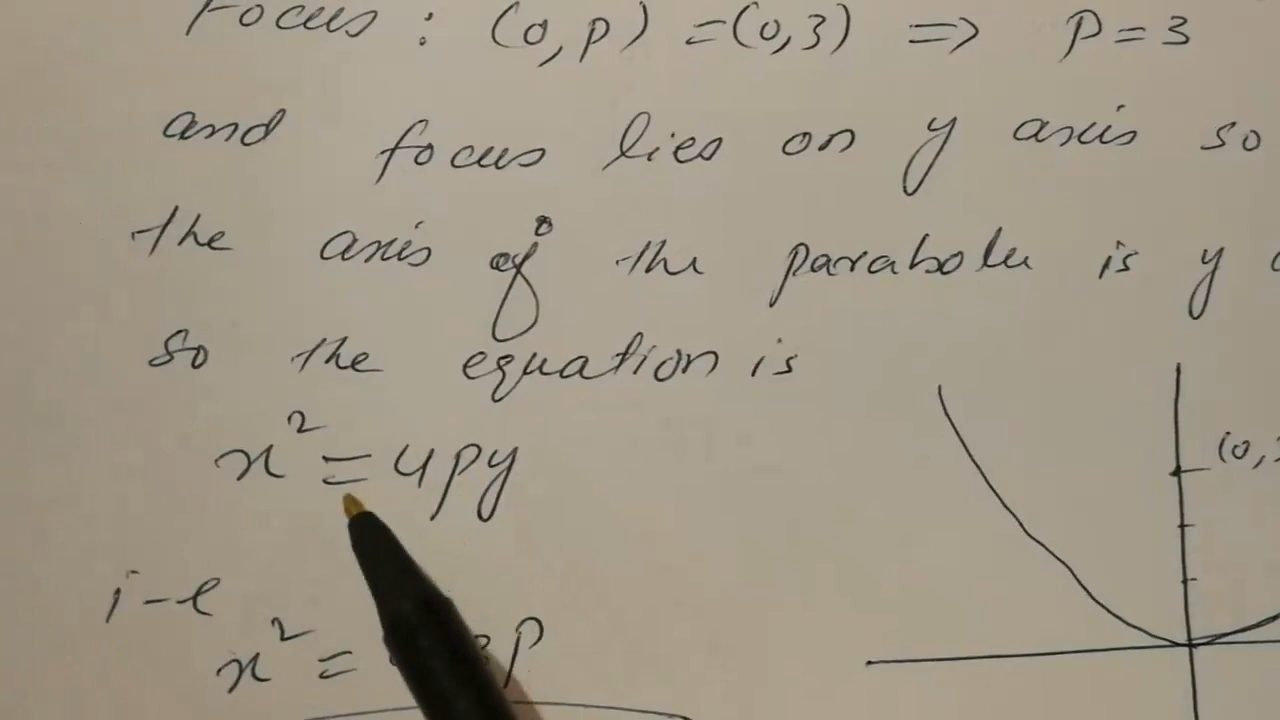 Focus : (0, p) = (0, 3) => P = 3
and focus lies on y axis so
the axis of the parabola is y
so the equation is
x² = 4py
(0,
i-e
x² = P